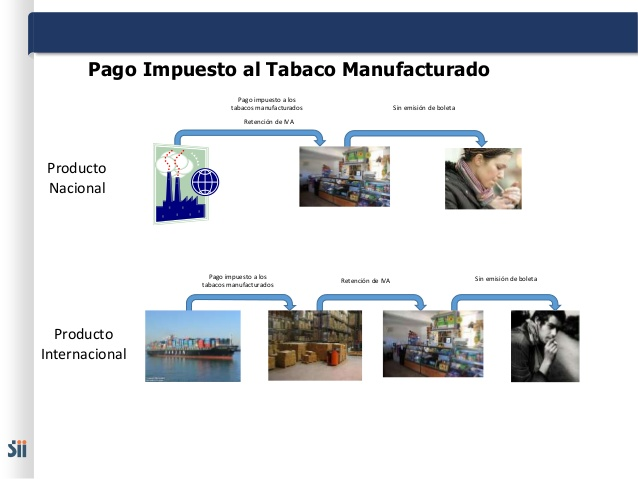 Pago Impuesto al Tabaco Manufacturado
Pago impuesto a los
tabacos manufacturados
Retención de IVA
Sin emisión de boleta
Producto
Nacional
Pago impuesto a los
tabacos manufacturados
Retención de IVA
Sin emisión de boleta
Producto
Internacional
HANJIN
Sii